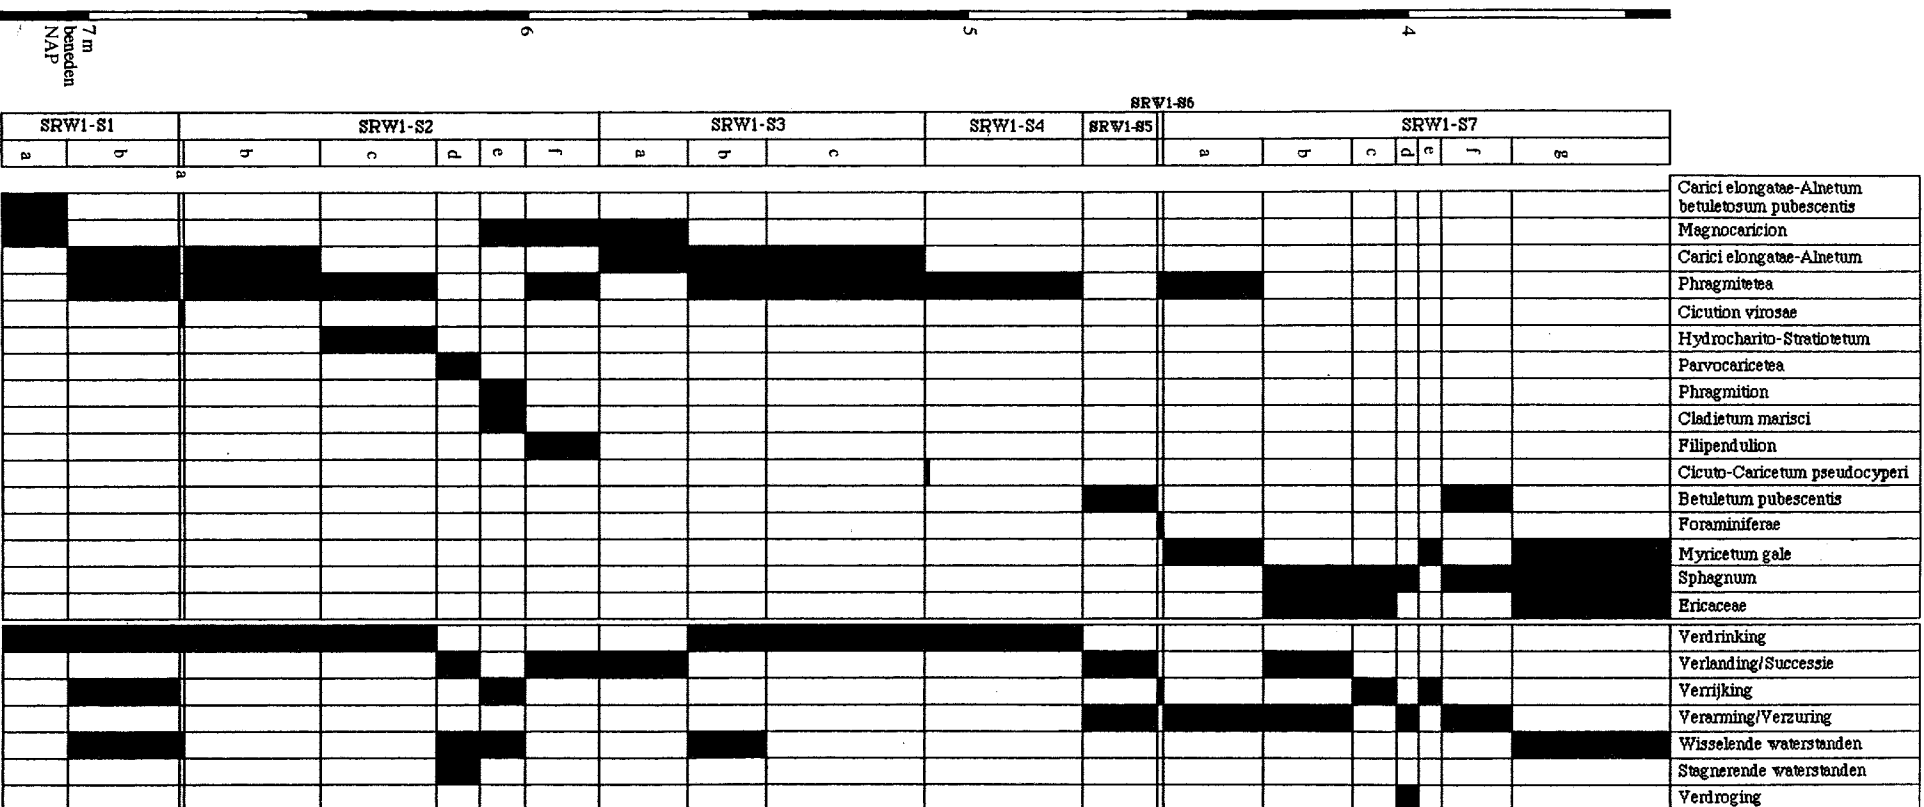 7 m
beneden
NAP
6
5
4
SRW1-S6
SRW1-S1
SRW1-S2
SRW1-S3
SRW1-S4
SRW1-S5
SRW1-S7
a
b
b
c
d
e
f
a
b
c
a
b
c
d
e
f
g
a
Carici elongatae-Alnetum
betuletosum pubescentis
Magnocaricion
Carici elongatae-Alnetum
Phragmitetea
Cicution virosae
Hydrocharito-Stratiotetum
Parvocaricetea
Phragmition
Cladietum marisci
Filipendulion
Cicuto-Caricetum pseudocyperi
Betuletum pubescentis
Foraminiferae
Myricetum gale
Sphagnum
Ericaceae
Verdrinking
Verlanding/Successie
Verrijking
Verarming/Verzuring
Wisselende waterstanden
Stagnerende waterstanden
Verdroging